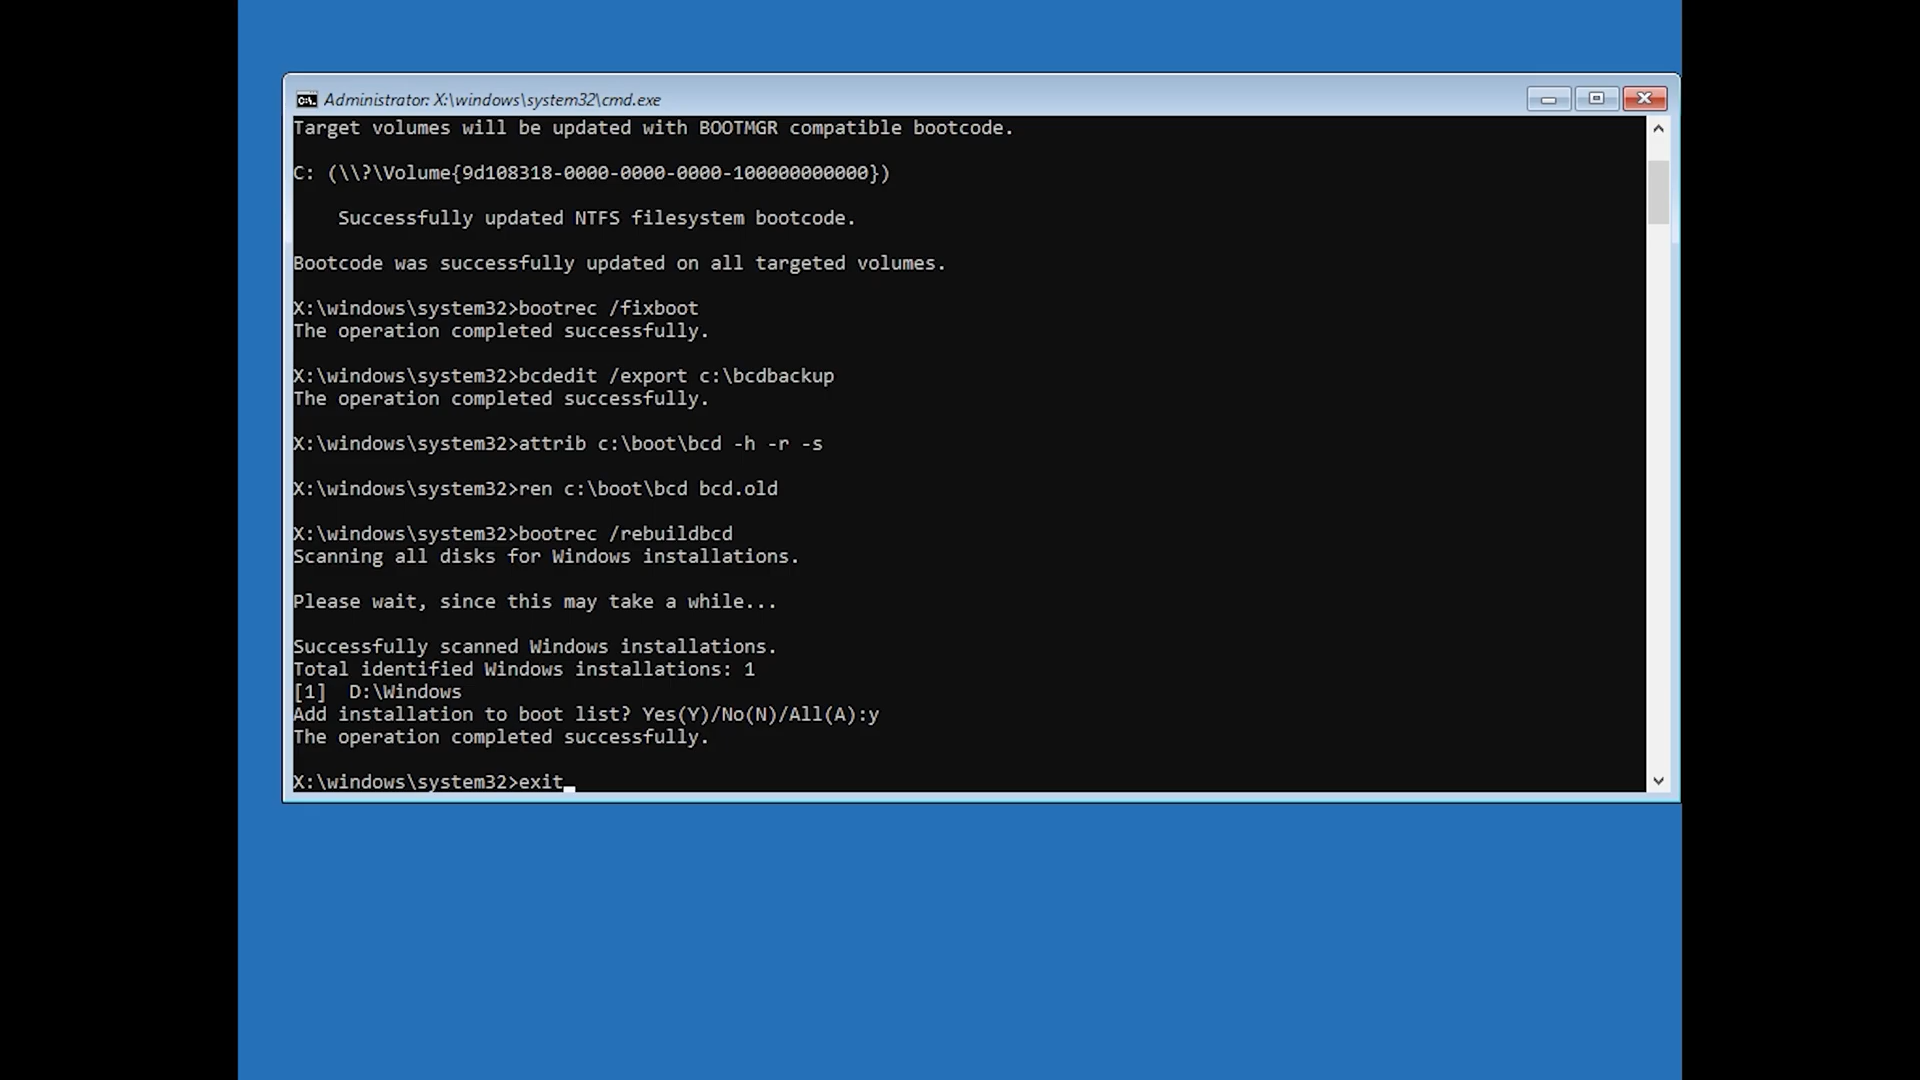 Administrator: X:\windows\system32\cmd.exe
Target volumes will be updated with BOOTMGR compatible bootcode.
C: (\\?\Volume{9d108318-0000-0000-0000-100000000000})
Successfully updated NTFS filesystem bootcode.
Bootcode was successfully updated on all targeted volumes.
X:\windows\system32>bootrec /fixboot
The operation completed successfully.
X:\windows\system32>bcdedit /export c:\bcdbackup
The operation completed successfully.
X:\windows\system32>attrib c:\boot\bcd -h -r -s
X:\windows\system32>ren c:\boot\bcd bcd.old
X:\windows\system32>bootrec /rebuildbcd
Scanning all disks for Windows installations.
Please wait, since this may take a while...
Successfully scanned Windows installations.
Total identified Windows installations: 1
[1]  D:\Windows
Add installation to boot list? Yes(Y)/No(N)/All(A):y
The operation completed successfully.
X:\windows\system32>exit